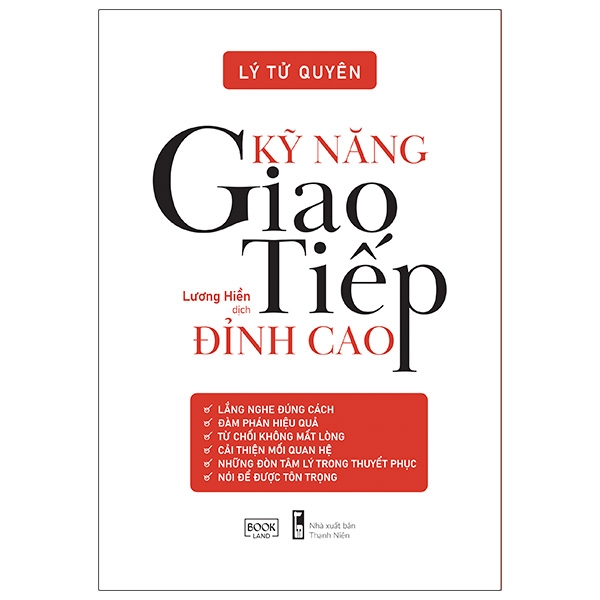 LÝ TỬ QUYÊN
KỸ NĂNG
Giao
Tiếp
Lương Hiền
dịch
ĐỈNH CAO
LẮNG NGHE ĐÚNG CÁCH
ĐÀM PHÁN HIỆU QUẢ
TỪ CHỐI KHÔNG MẤT LÒNG
CẢI THIỆN MỐI QUAN HỆ
NHỮNG ĐÒN TÂM LÝ TRONG THUYẾT PHỤC
NÓI ĐỂ ĐƯỢC TÔN TRỌNG
BOOK
LAND
Nhà xuất bản
Thanh Niên